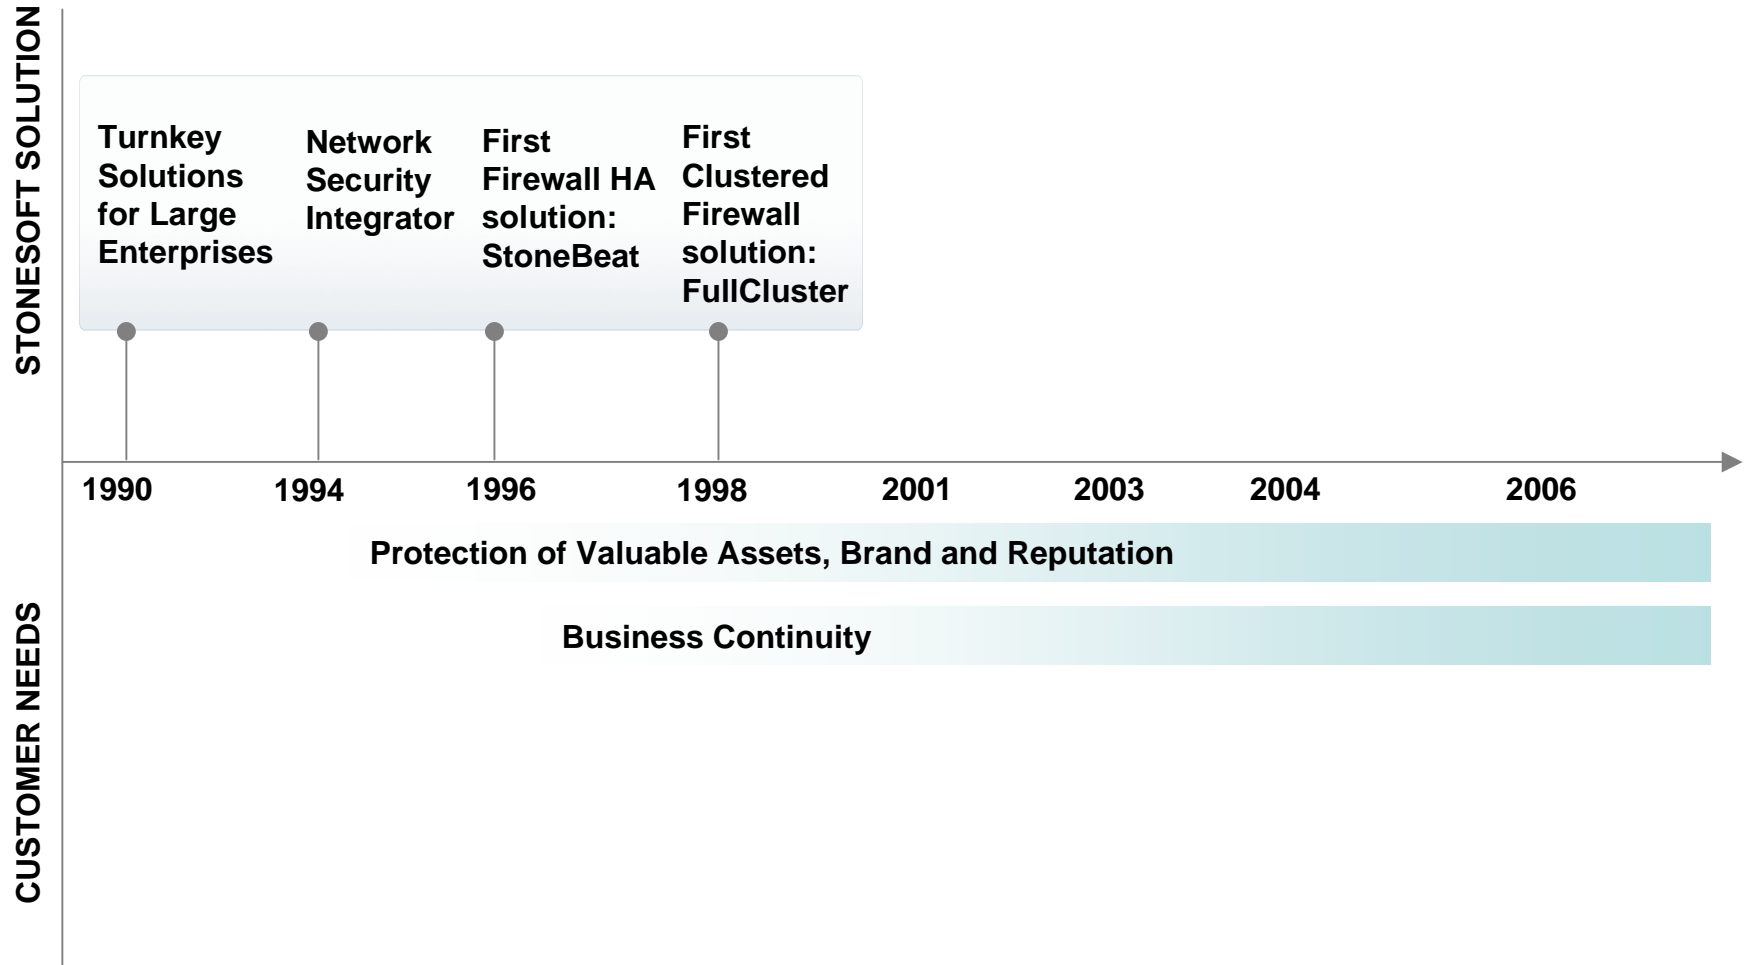 STONESOFT SOLUTION
Turnkey
Solutions
for Large
Enterprises
Network
Security
Integrator
First
Firewall HA
solution:
StoneBeat
First
Clustered
Firewall
solution:
FullCluster
1990
1994
1996
1998
2001
2003
2004
2006
CUSTOMER NEEDS
Protection of Valuable Assets, Brand and Reputation
Business Continuity